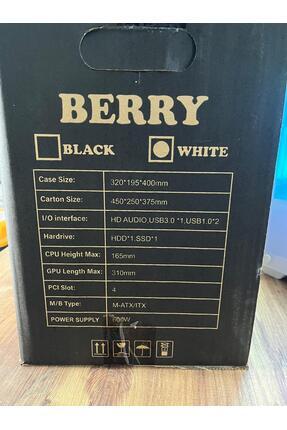 BERRY
BLACK WHITE
Case Size: 320*195*400mm
Carton Size: 450*250*375mm
I/O interface: HD AUDIO,USB3.0 *1,USB1.0*2
Hardrive: HDD*1,SSD*1
CPU Height Max: 165mm
GPU Length Max: 310mm
PCI Slot: 4
M/B Type: M-ATX/ITX
POWER SUPPLY 600W